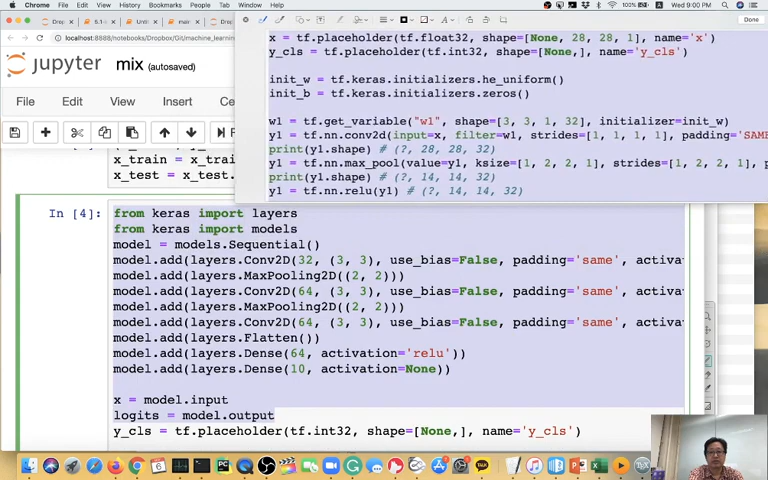 Chrome File Edit View History Bookmarks People Tab Window Help
100% Wed 9:00 PM
5.1-i
Untit
max
Drop
Done
localhost:8888/notebooks/Dropbox/Git/machine_learning
jupyter mix (autosaved)
File Edit View Insert
x = tf.placeholder(tf.float32, shape=[None, 28, 28, 1], name='x')
y_cls = tf.placeholder(tf.int32, shape=[None,], name='y_cls')
init_w = tf.keras.initializers.he_uniform()
init_b = tf.keras.initializers.zeros()
w1 = tf.get_variable("w1", shape=[3, 3, 1, 32], initializer=init_w)
y1 = tf.nn.conv2d(input=x, filter=w1, strides=[1, 1, 1, 1], padding='SAME
print(y1.shape) # (?, 28, 28, 32)
y1 = tf.nn.max_pool(value=y1, ksize=[1, 2, 2, 1], strides=[1, 2, 2, 1], p
print(y1.shape) # (?, 14, 14, 32)
y1 = tf.nn.relu(y1) # (?, 14, 14, 32)
x_train = x_trai
x_test = x_test.
In [4]:
from keras import layers
from keras import models
model = models.Sequential()
model.add(layers.Conv2D(32, (3, 3), use_bias=False, padding='same', activa
model.add(layers.MaxPooling2D((2, 2)))
model.add(layers.Conv2D(64, (3, 3), use_bias=False, padding='same', activa
model.add(layers.MaxPooling2D((2, 2)))
model.add(layers.Conv2D(64, (3, 3), use_bias=False, padding='same', activa
model.add(layers.Flatten())
model.add(layers.Dense(64, activation='relu'))
model.add(layers.Dense(10, activation=None))
x = model.input
logits = model.output
y_cls = tf.placeholder(tf.int32, shape=[None,], name='y_cls')